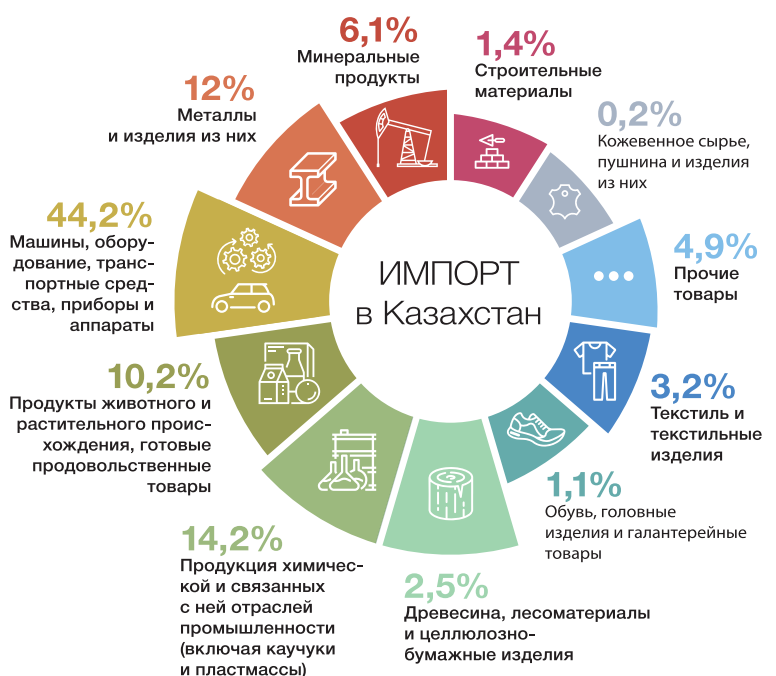 ИМПОРТ
в Казахстан
6,1%
Минеральные
продукты
1,4%
Строительные
материалы
0,2%
Кожевенное сырье,
пушнина и изделия
из них
4,9%
Прочие
товары
3,2%
Текстиль и
текстильные
изделия
1,1%
Обувь, головные
изделия и галантерейные
товары
2,5%
Древесина, лесоматериалы
и целлюлозно-
бумажные изделия
14,2%
Продукция химичес-
кой и связанных
с ней отраслей
промышленности
(включая каучуки
и пластмассы)
10,2%
Продукты животного и
растительного проис-
хождения, готовые
продовольственные
товары
44,2%
Машины, обору-
дование, транс-
портные сред-
ства, приборы и
аппараты
12%
Металлы
и изделия из них